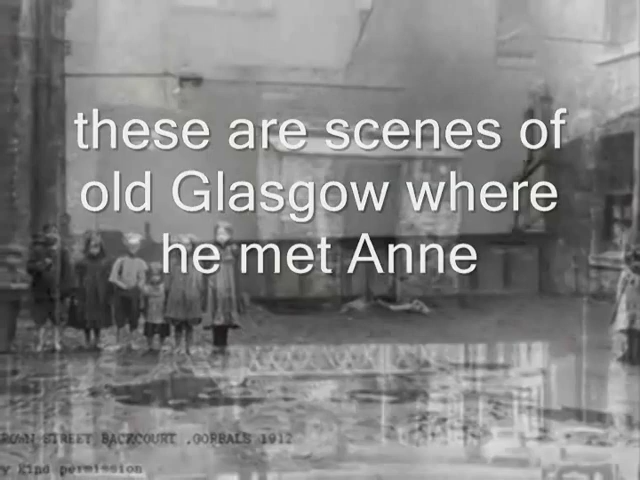 these are scenes of
old Glasgow where
he met Anne
ROWN STREET BACKCOURT .GORBALS 1912
y kind permission